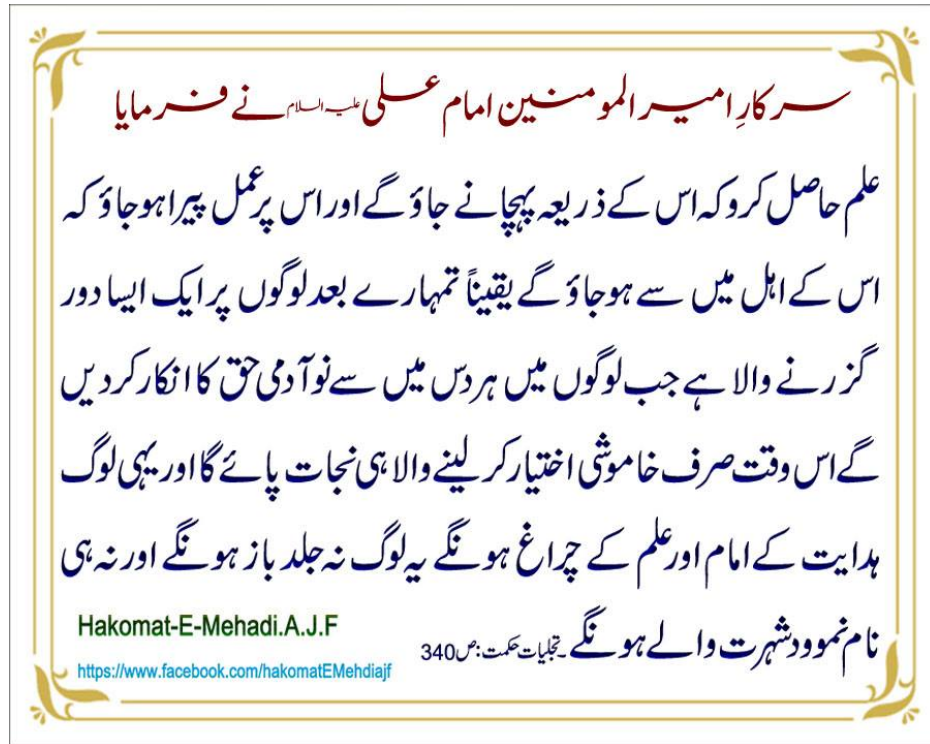 سرکارِ امیر المومنین امام علی علیہ السلام نے فرمایا
علم حاصل کرو کہ اس کے ذریعہ پہچانے جاؤ گے اور اس پر عمل پیرا ہو جاؤ کہ
اس کے اہل میں سے ہو جاؤ گے یقیناً تمہارے بعد لوگوں پر ایک ایسا دور
گزرنے والا ہے جب لوگوں میں ہر دس میں سے نو آدمی حق کا انکار کر دیں
گے اس وقت صرف خاموشی اختیار کر لینے والا ہی نجات پائے گا اور یہی لوگ
ہدایت کے امام اور علم کے چراغ ہونگے یہ لوگ نہ جلد باز ہونگے اور نہ ہی
نام نمود و شہرت والے ہونگے ۔ تجلیات حکمت: ص 340
Hakomat-E-Mehadi.A.J.F
https://www.facebook.com/hakomatEMehdiajf